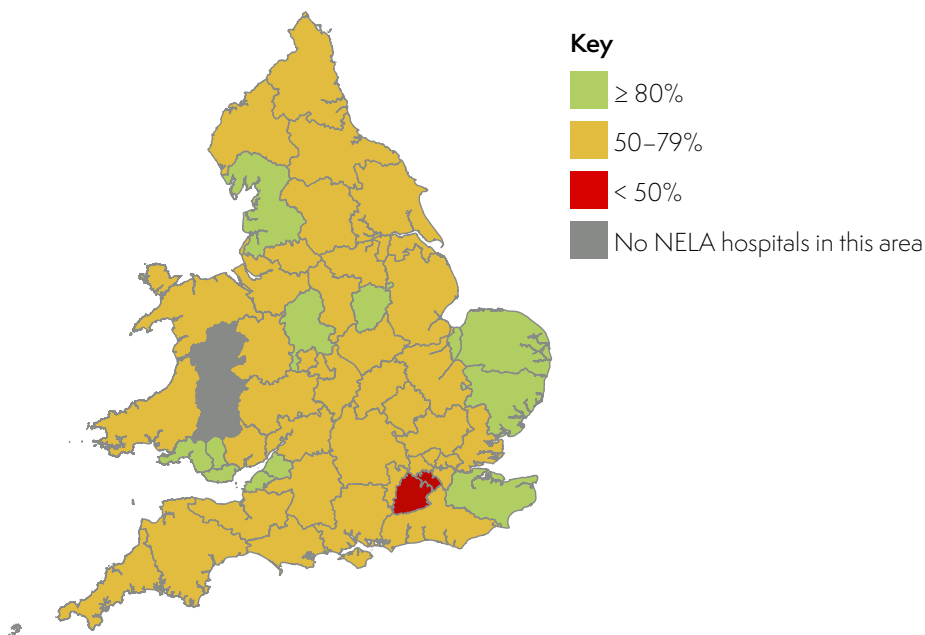 Key
≥ 80%
50–79%
< 50%
No NELA hospitals in this area